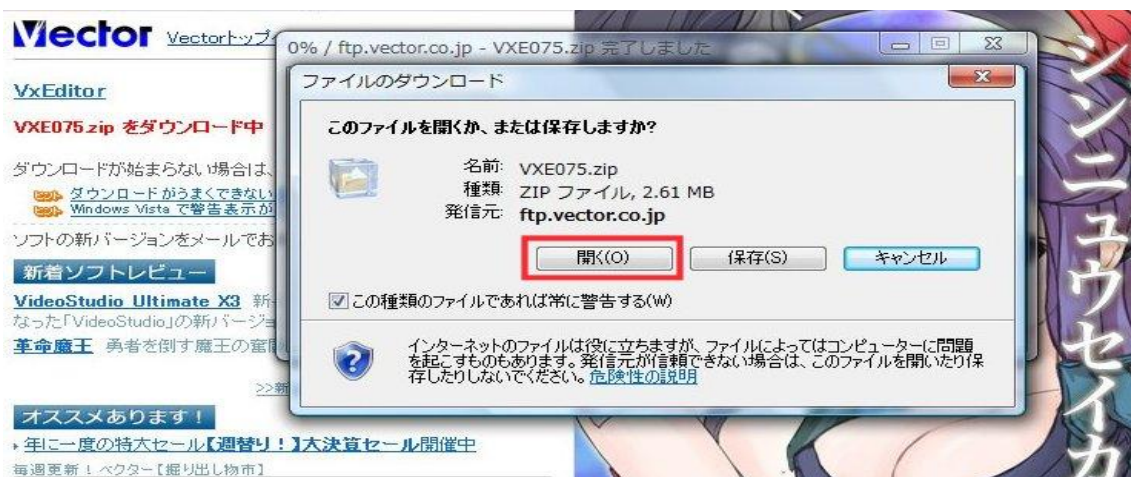 Vector Vectorトップ
VxEditor
VXE075.zip をダウンロード中
ダウンロードが始まらない場合は、
ダウンロードがうまくできない
Windows Vista で警告表示が
ソフトの新バージョンをメールでお
新着ソフトレビュー
VideoStudio Ultimate X3 新
なった「VideoStudio」の新バージョ
革命魔王 勇者を倒す魔王の奮
>>新
オススメあります!
年に一度の特大セール【週替り!】大決算セール開催中
毎週更新!ベクター【掘り出し物市】
0% / ftp.vector.co.jp - VXE075.zip 完了しました
ファイルのダウンロード
このファイルを開くか、または保存しますか?
名前: VXE075.zip
種類: ZIP ファイル, 2.61 MB
発信元: ftp.vector.co.jp
開く(O) 保存(S) キャンセル
この種類のファイルであれば常に警告する(W)
インターネットのファイルは役に立ちますが、ファイルによってはコンピューターに問題
を起こすものもあります。発信元が信頼できない場合は、このファイルを開いたり保
存したりしないでください。危険性の説明
シンニュウセイカ